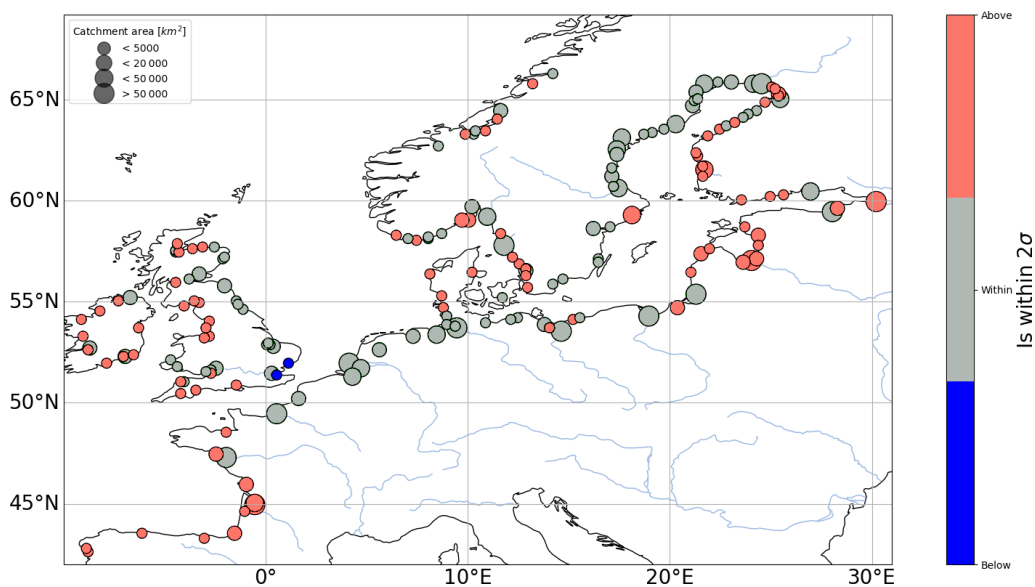 Catchment area [km²]
< 5000
< 20 000
< 50 000
> 50 000
65°N
60°N
55°N
50°N
45°N
0°
10°E
20°E
30°E
Above
Within
Below
Is within 2σ